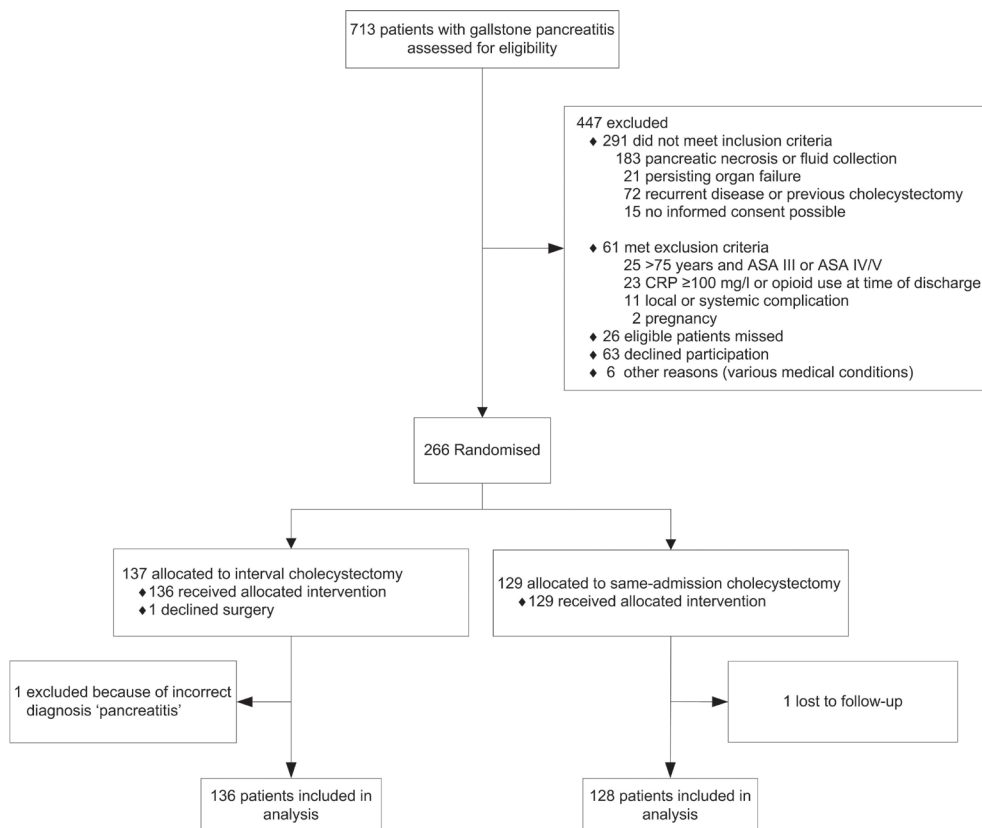 713 patients with gallstone pancreatitis
assessed for eligibility
447 excluded
♦ 291 did not meet inclusion criteria
183 pancreatic necrosis or fluid collection
21 persisting organ failure
72 recurrent disease or previous cholecystectomy
15 no informed consent possible
♦ 61 met exclusion criteria
25 >75 years and ASA III or ASA IV/V
23 CRP ≥100 mg/l or opioid use at time of discharge
11 local or systemic complication
2 pregnancy
♦ 26 eligible patients missed
♦ 63 declined participation
♦ 6 other reasons (various medical conditions)
266 Randomised
137 allocated to interval cholecystectomy
♦ 136 received allocated intervention
♦ 1 declined surgery
129 allocated to same-admission cholecystectomy
♦ 129 received allocated intervention
1 excluded because of incorrect
diagnosis ‘pancreatitis’
1 lost to follow-up
136 patients included in
analysis
128 patients included in
analysis